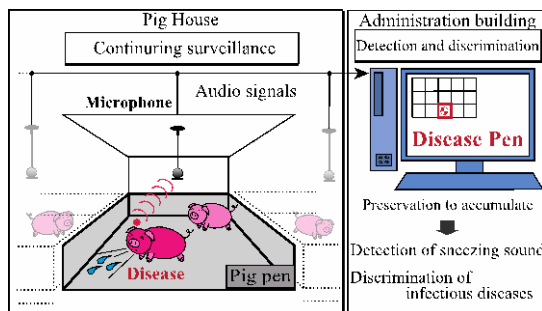 Pig House
Continuring surveillance
Audio signals
Microphone
Disease
Pig pen
Administration building
Detection and discrimination
Disease Pen
Preservation to accumulate
Detection of sneezing sound
Discrimination of
infectious diseases